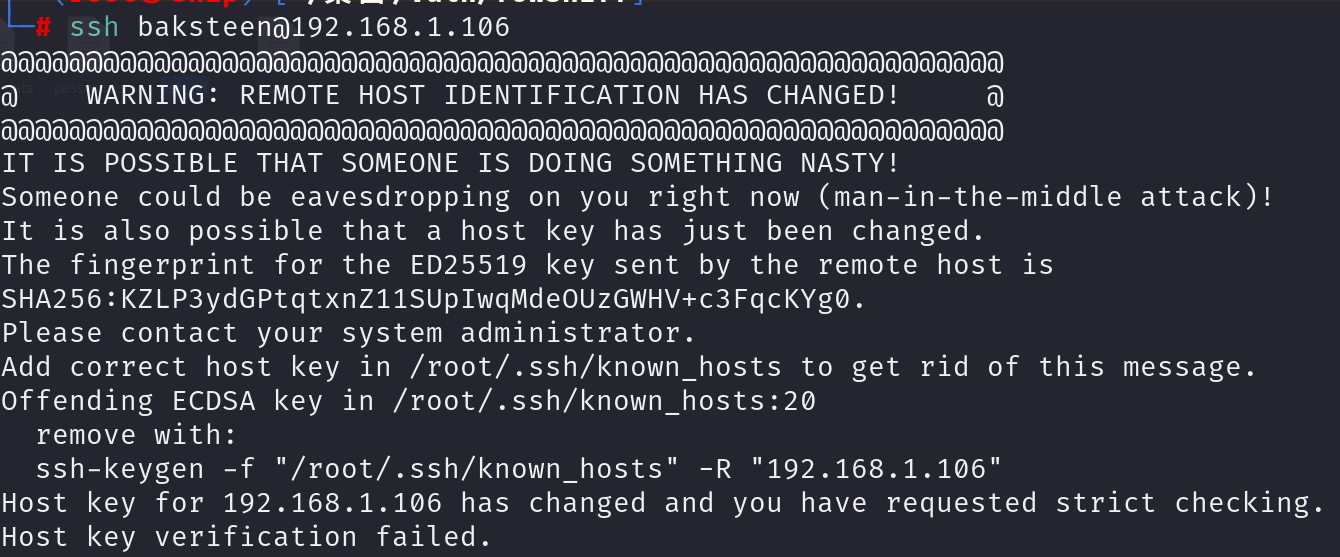 └─# ssh baksteen@192.168.1.106
@@@@@@@@@@@@@@@@@@@@@@@@@@@@@@@@@@@@@@@@@@@@@@@@@@@@@@@@@@@
@    WARNING: REMOTE HOST IDENTIFICATION HAS CHANGED!     @
@@@@@@@@@@@@@@@@@@@@@@@@@@@@@@@@@@@@@@@@@@@@@@@@@@@@@@@@@@@
IT IS POSSIBLE THAT SOMEONE IS DOING SOMETHING NASTY!
Someone could be eavesdropping on you right now (man-in-the-middle attack)!
It is also possible that a host key has just been changed.
The fingerprint for the ED25519 key sent by the remote host is
SHA256:KZLP3ydGPtqtxnZ11SUpIwqMdeOUzGWHV+c3FqcKYg0.
Please contact your system administrator.
Add correct host key in /root/.ssh/known_hosts to get rid of this message.
Offending ECDSA key in /root/.ssh/known_hosts:20
  remove with:
  ssh-keygen -f "/root/.ssh/known_hosts" -R "192.168.1.106"
Host key for 192.168.1.106 has changed and you have requested strict checking.
Host key verification failed.